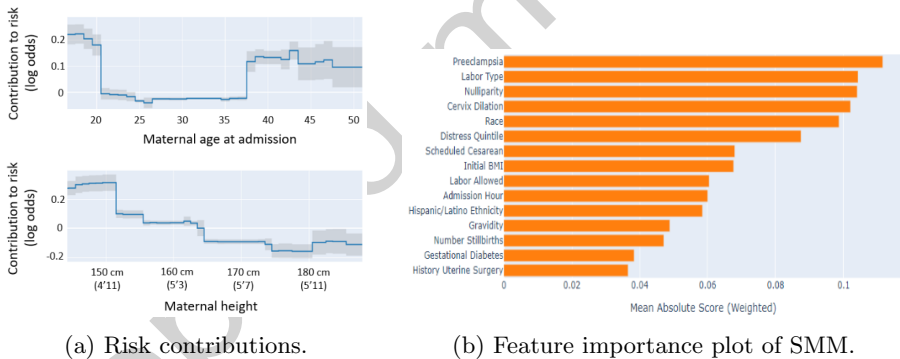 Contribution to risk
(log odds)
0.2
0.1
0
20 25 30 35 40 45 50
Maternal age at admission
Contribution to risk
(log odds)
0.2
0
-0.2
150 cm 160 cm 170 cm 180 cm
(4'11) (5'3) (5'7) (5'11)
Maternal height
(a) Risk contributions.
Preeclampsia
Labor Type
Nulliparity
Cervix Dilation
Race
Distress Quintile
Scheduled Cesarean
Initial BMI
Labor Allowed
Admission Hour
Hispanic/Latino Ethnicity
Gravidity
Number Stillbirths
Gestational Diabetes
History Uterine Surgery
0 0.02 0.04 0.06 0.08 0.1
Mean Absolute Score (Weighted)
(b) Feature importance plot of SMM.